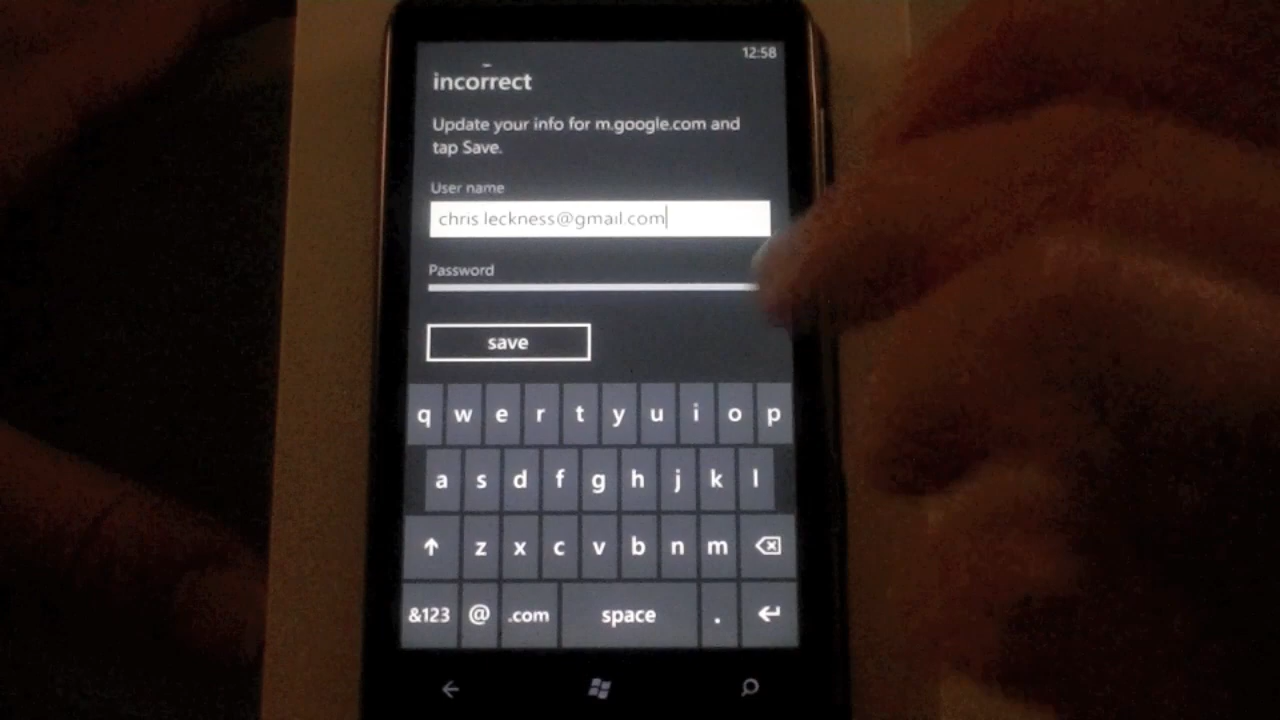 12:58
incorrect
Update your info for m.google.com and
tap Save.
User name
chris.leckness@gmail.com
Password
save
q w e r t y u i o p
a s d f g h j k l
z x c v b n m
&123 @ .com space .